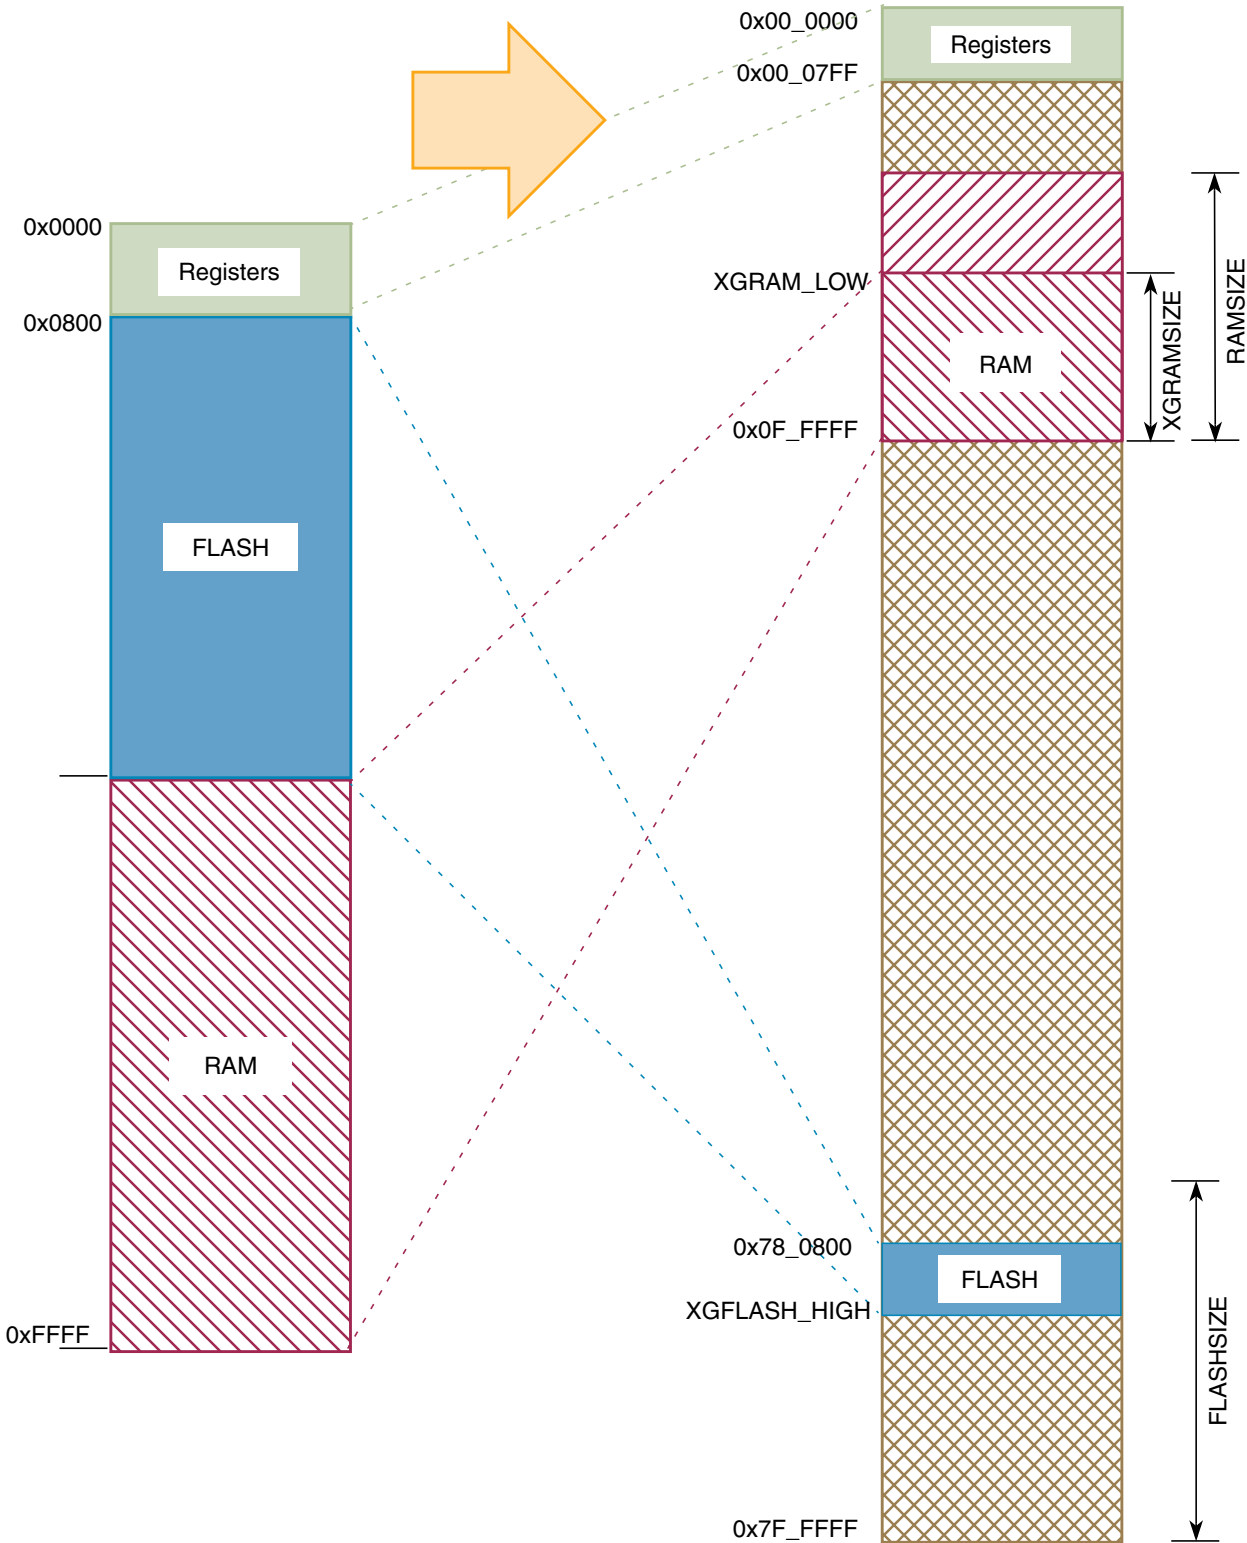 0x0000
Registers
0x0800
FLASH
RAM
0xFFFF
0x00_0000
Registers
0x00_07FF
XGRAM_LOW
RAM
0x0F_FFFF
XGRAMSIZE
RAMSIZE
0x78_0800
FLASH
XGFLASH_HIGH
FLASHSIZE
0x7F_FFFF